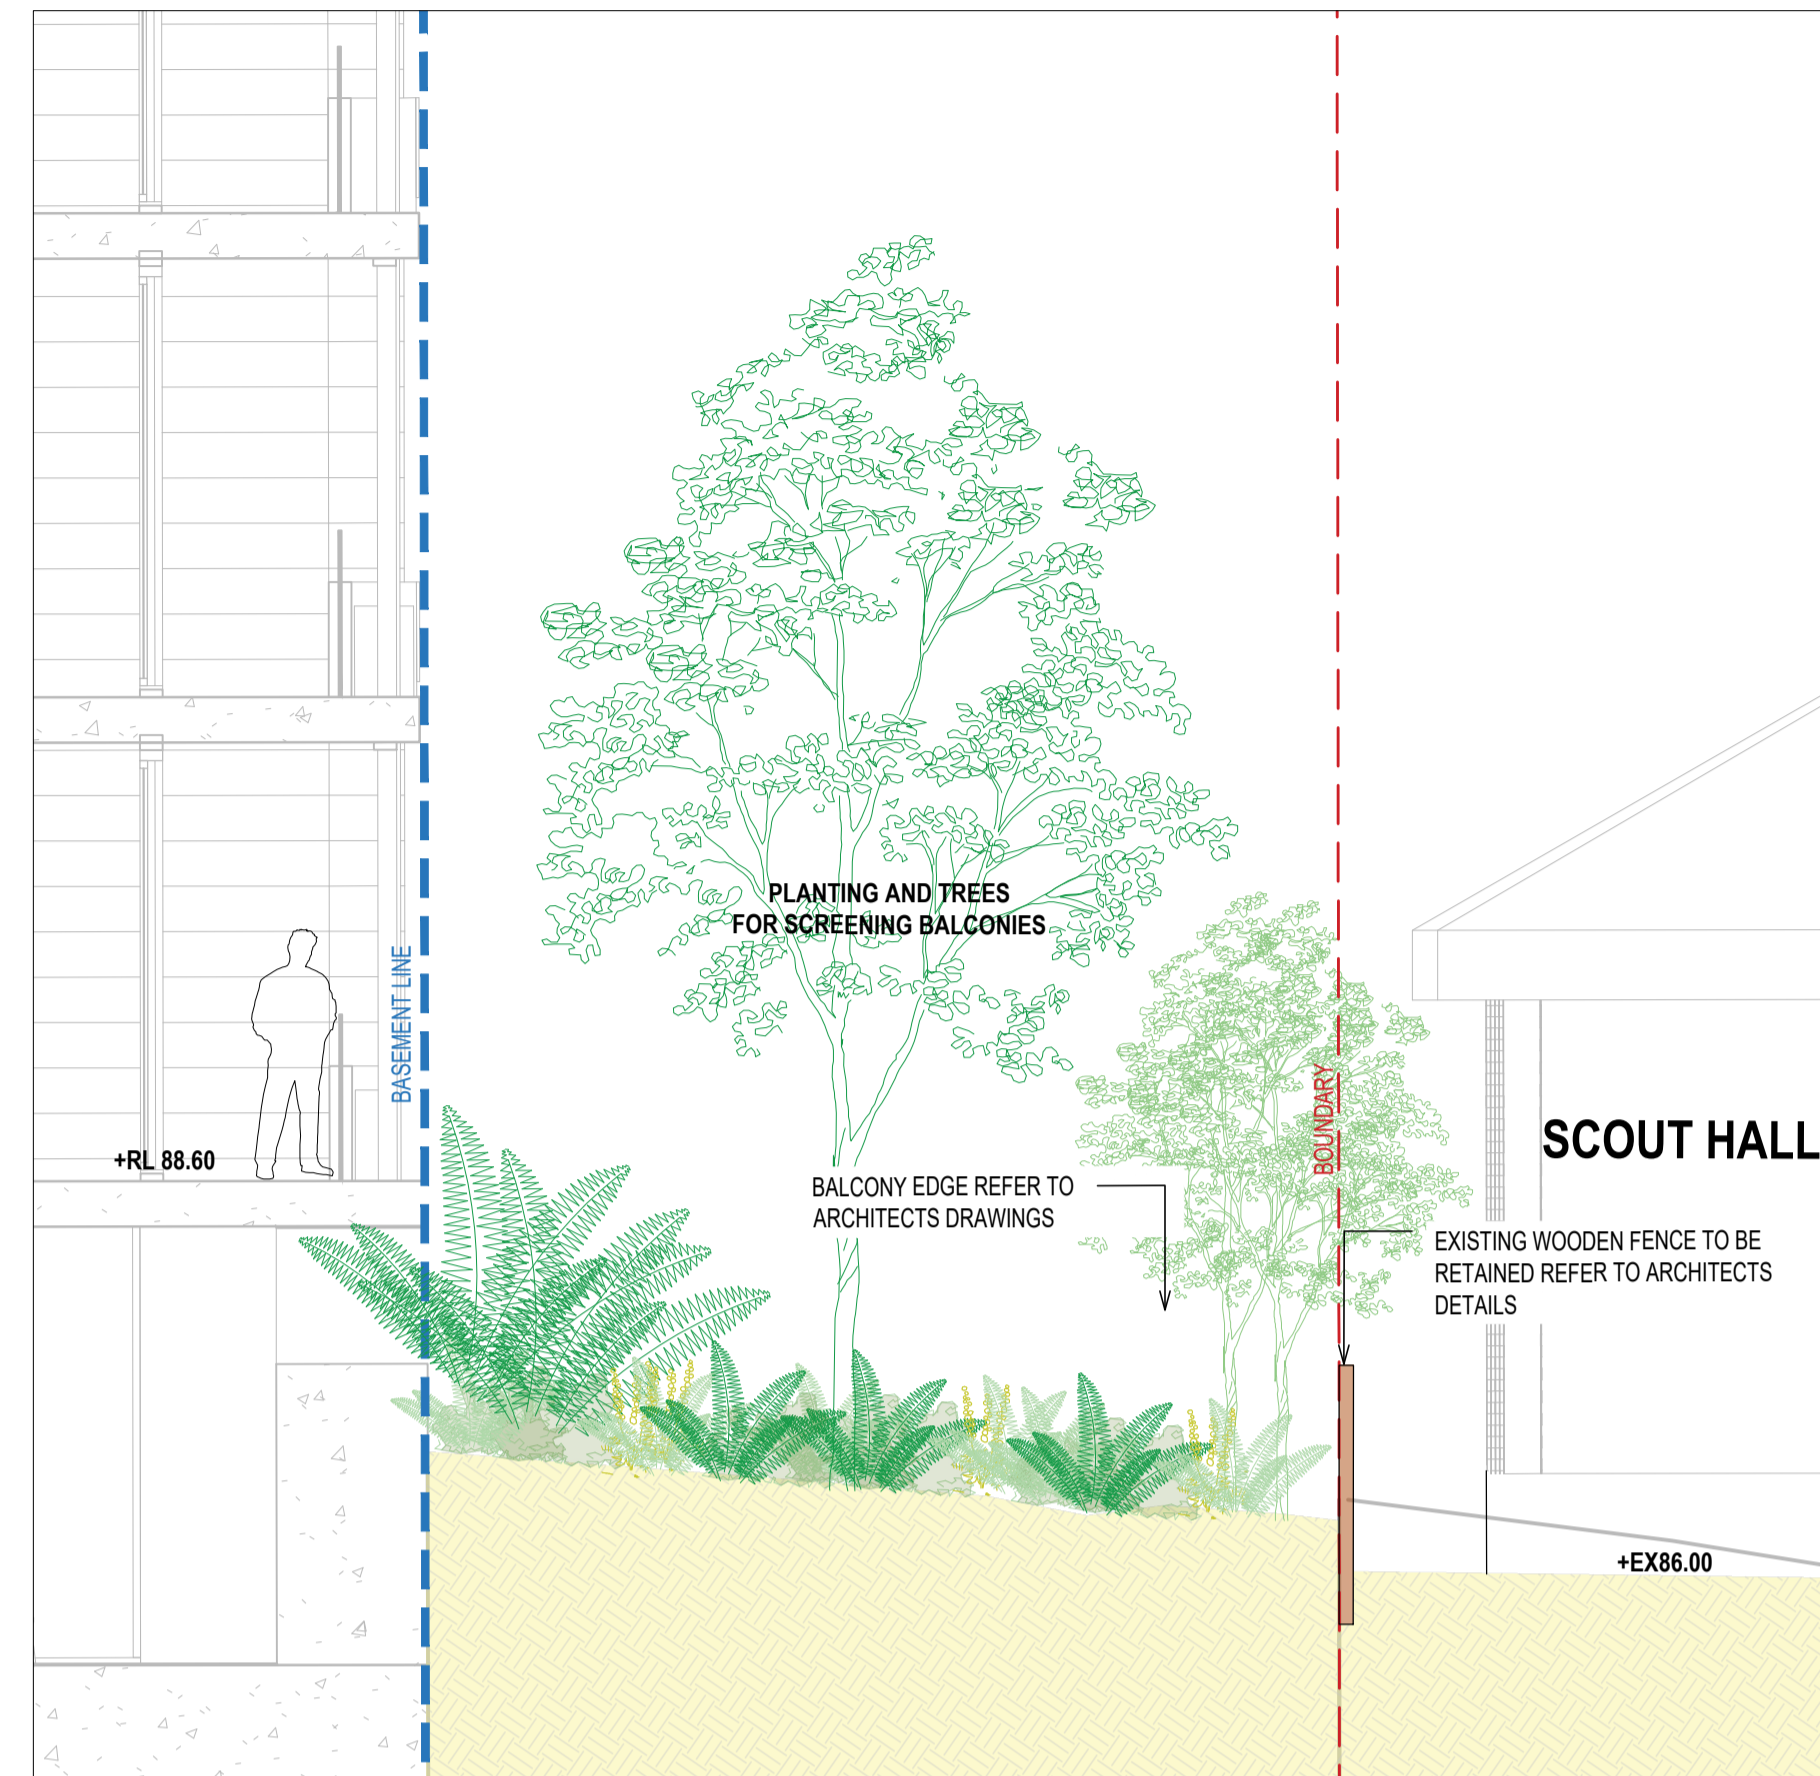 PLANTING AND TREES
FOR SCREENING BALCONIES
BASEMENT LINE
BOUNDARY
+RL 88.60
SCOUT HALL
BALCONY EDGE REFER TO
ARCHITECTS DRAWINGS
EXISTING WOODEN FENCE TO BE
RETAINED REFER TO ARCHITECTS
DETAILS
+EX86.00